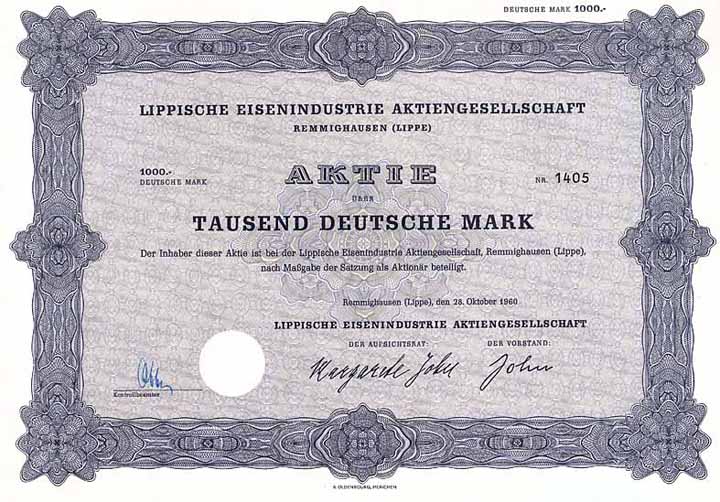 DEUTSCHE MARK 1000.-
LIPPISCHE EISENINDUSTRIE AKTIENGESELLSCHAFT
REMMIGHAUSEN (LIPPE)
1000.-
DEUTSCHE MARK
AKTIE
NR. 1405
ÜBER
TAUSEND DEUTSCHE MARK
Der Inhaber dieser Aktie ist bei der Lippische Eisenindustrie Aktiengesellschaft, Remmighausen (Lippe),
nach Maßgabe der Satzung als Aktionär beteiligt.
Remmighausen (Lippe), den 28. Oktober 1960
LIPPISCHE EISENINDUSTRIE AKTIENGESELLSCHAFT
DER AUFSICHTSRAT: DER VORSTAND:
Margarete John John
Kontrollbeamter
R. OLDENBOURG, MÜNCHEN